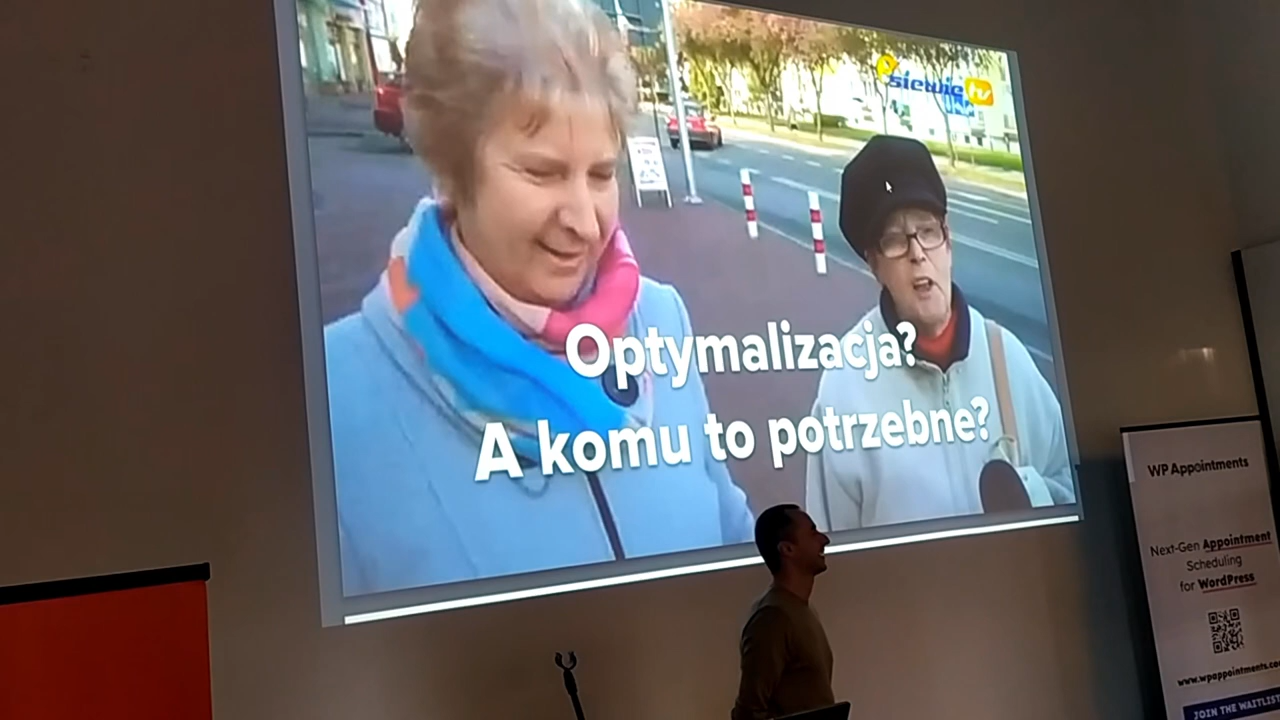 siewie tv
Optymalizacja?
A komu to potrzebne?
WP Appointments
Next-Gen Appointment
Scheduling
for WordPress
www.wpappointments.co
JOIN THE WAITLIST